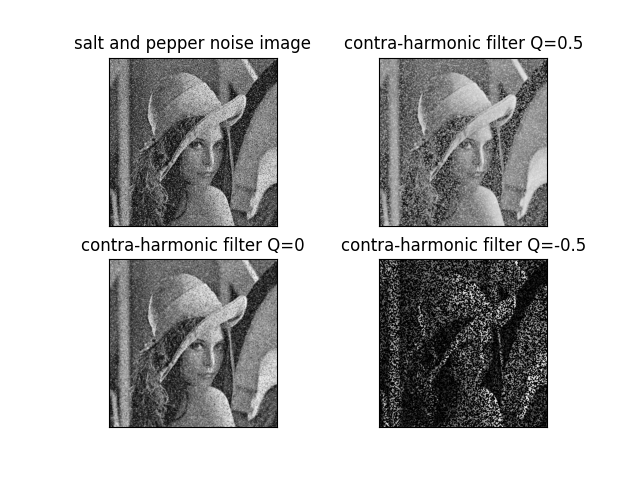 salt and pepper noise image
contra-harmonic filter Q=0.5
contra-harmonic filter Q=0
contra-harmonic filter Q=-0.5